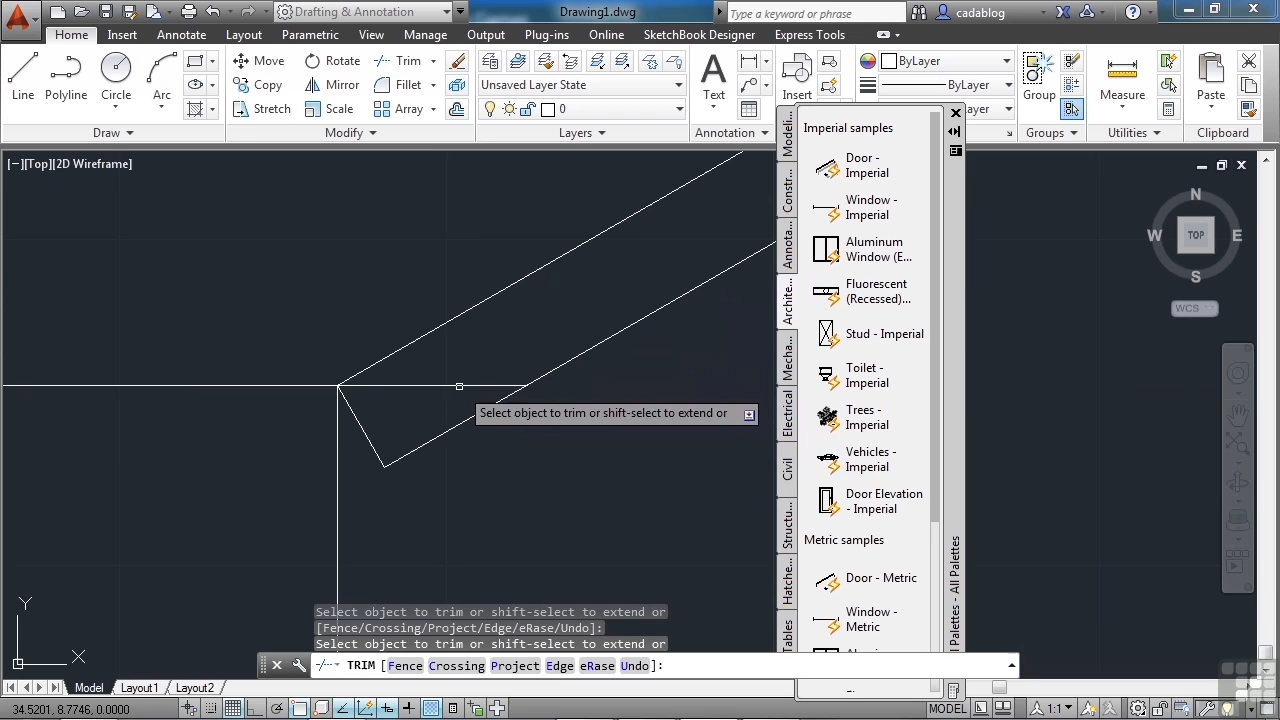 Drafting & Annotation
Drawing1.dwg
Type a keyword or phrase
cadablog
Home Insert Annotate Layout Parametric View Manage Output Plug-ins Online SketchBook Designer Express Tools
Line
Polyline
Circle
Arc
Move
Rotate
Trim
Copy
Mirror
Fillet
Stretch
Scale
Array
Unsaved Layer State
0
Text
Insert
ByLayer
ByLayer
Layer
Group
Measure
Paste
Draw
Modify
Layers
Annotation
Groups
Utilities
Clipboard
[−][Top][2D Wireframe]
Modeli...
Constr...
Annota...
Archite...
Mecha...
Electrical
Civil
Structu...
Hatche...
Tables
Imperial samples
Door -
Imperial
Window -
Imperial
Aluminum
Window (E...
Fluorescent
(Recessed)...
Stud - Imperial
Toilet -
Imperial
Trees -
Imperial
Vehicles -
Imperial
Door Elevation
- Imperial
Metric samples
Door - Metric
Window -
Metric
l Palettes - All Palettes
N
W
TOP
E
S
WCS
Select object to trim or shift-select to extend or
Y
X
Select object to trim or shift-select to extend or
[Fence/Crossing/Project/Edge/eRase/Undo]:
Select object to trim or shift-select to extend or
TRIM [Fence Crossing Project Edge eRase Undo]:
Model Layout1 Layout2
34.5201, 8.7746, 0.0000
MODEL
1:1